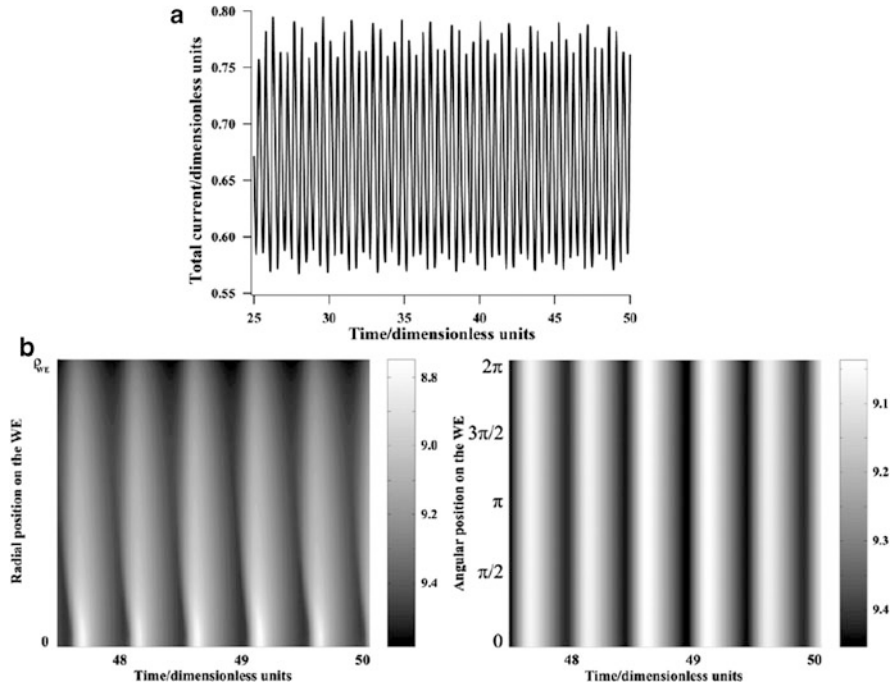 a
Total current/dimensionless units
0.80
0.75
0.70
0.65
0.60
0.55
25
30
35
40
45
50
Time/dimensionless units
b
Radial position on the WE
ρWE
0
48
49
50
Time/dimensionless units
8.8
9.0
9.2
9.4
Angular position on the WE
2π
3π/2
π
π/2
0
48
49
50
Time/dimensionless units
9.1
9.2
9.3
9.4